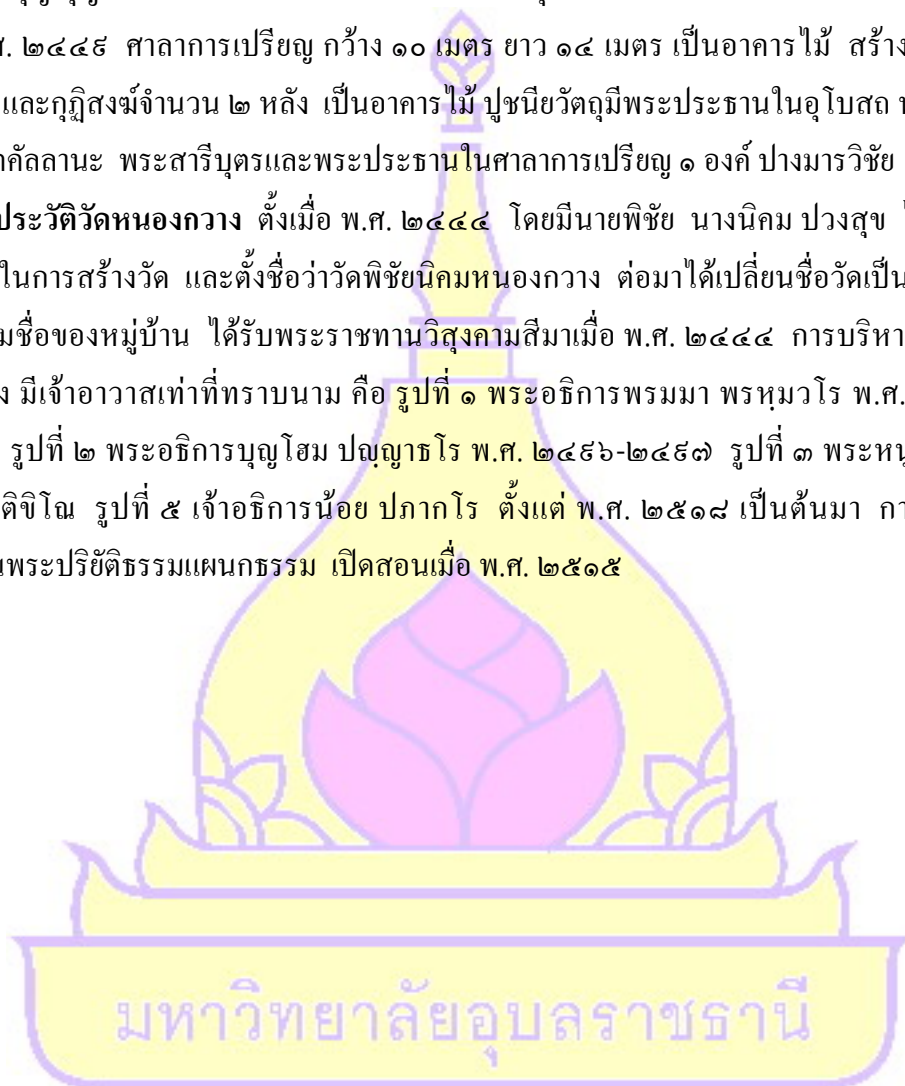 ศ. ๒๔๔๙ ศาลาการเปรียญ กว้าง ๑๐ เมตร ยาว ๑๔ เมตร เป็นอาคารไม้ สร้าง
และกุฏิสงฆ์จำนวน ๒ หลัง เป็นอาคารไม้ ปูชนียวัตถุมีพระประธานในอุโบสถ
คัลลานะ พระสารีบุตรและพระประธานในศาลาการเปรียญ ๑ องค์ ปางมารวิชัย
ประวัติวัดหนองกวาง ตั้งเมื่อ พ.ศ. ๒๔๔๔ โดยมีนายพิชัย นางนิคม ปวงสุข
ในการสร้างวัด และตั้งชื่อว่าวัดพิชัยนิคมหนองกวาง ต่อมาได้เปลี่ยนชื่อวัดเป็น
มชื่อของหมู่บ้าน ได้รับพระราชทานวิสุงคามสีมาเมื่อ พ.ศ. ๒๔๔๔ การบริหา
ง มีเจ้าอาวาสเท่าที่ทราบนาม คือ รูปที่ ๑ พระอธิการพรมมา พรหฺมวโร พ.ศ.
รูปที่ ๒ พระอธิการบุญโฮม ปญฺญาธโร พ.ศ. ๒๔๙๖-๒๔๙๗ รูปที่ ๓ พระหนุ
ติขิโณ รูปที่ ๕ เจ้าอธิการน้อย ปภากโร ตั้งแต่ พ.ศ. ๒๕๑๘ เป็นต้นมา กา
นพระปริยัติธรรมแผนกธรรม เปิดสอนเมื่อ พ.ศ. ๒๕๑๕
มหาวิทยาลัยอุบลราชธานี